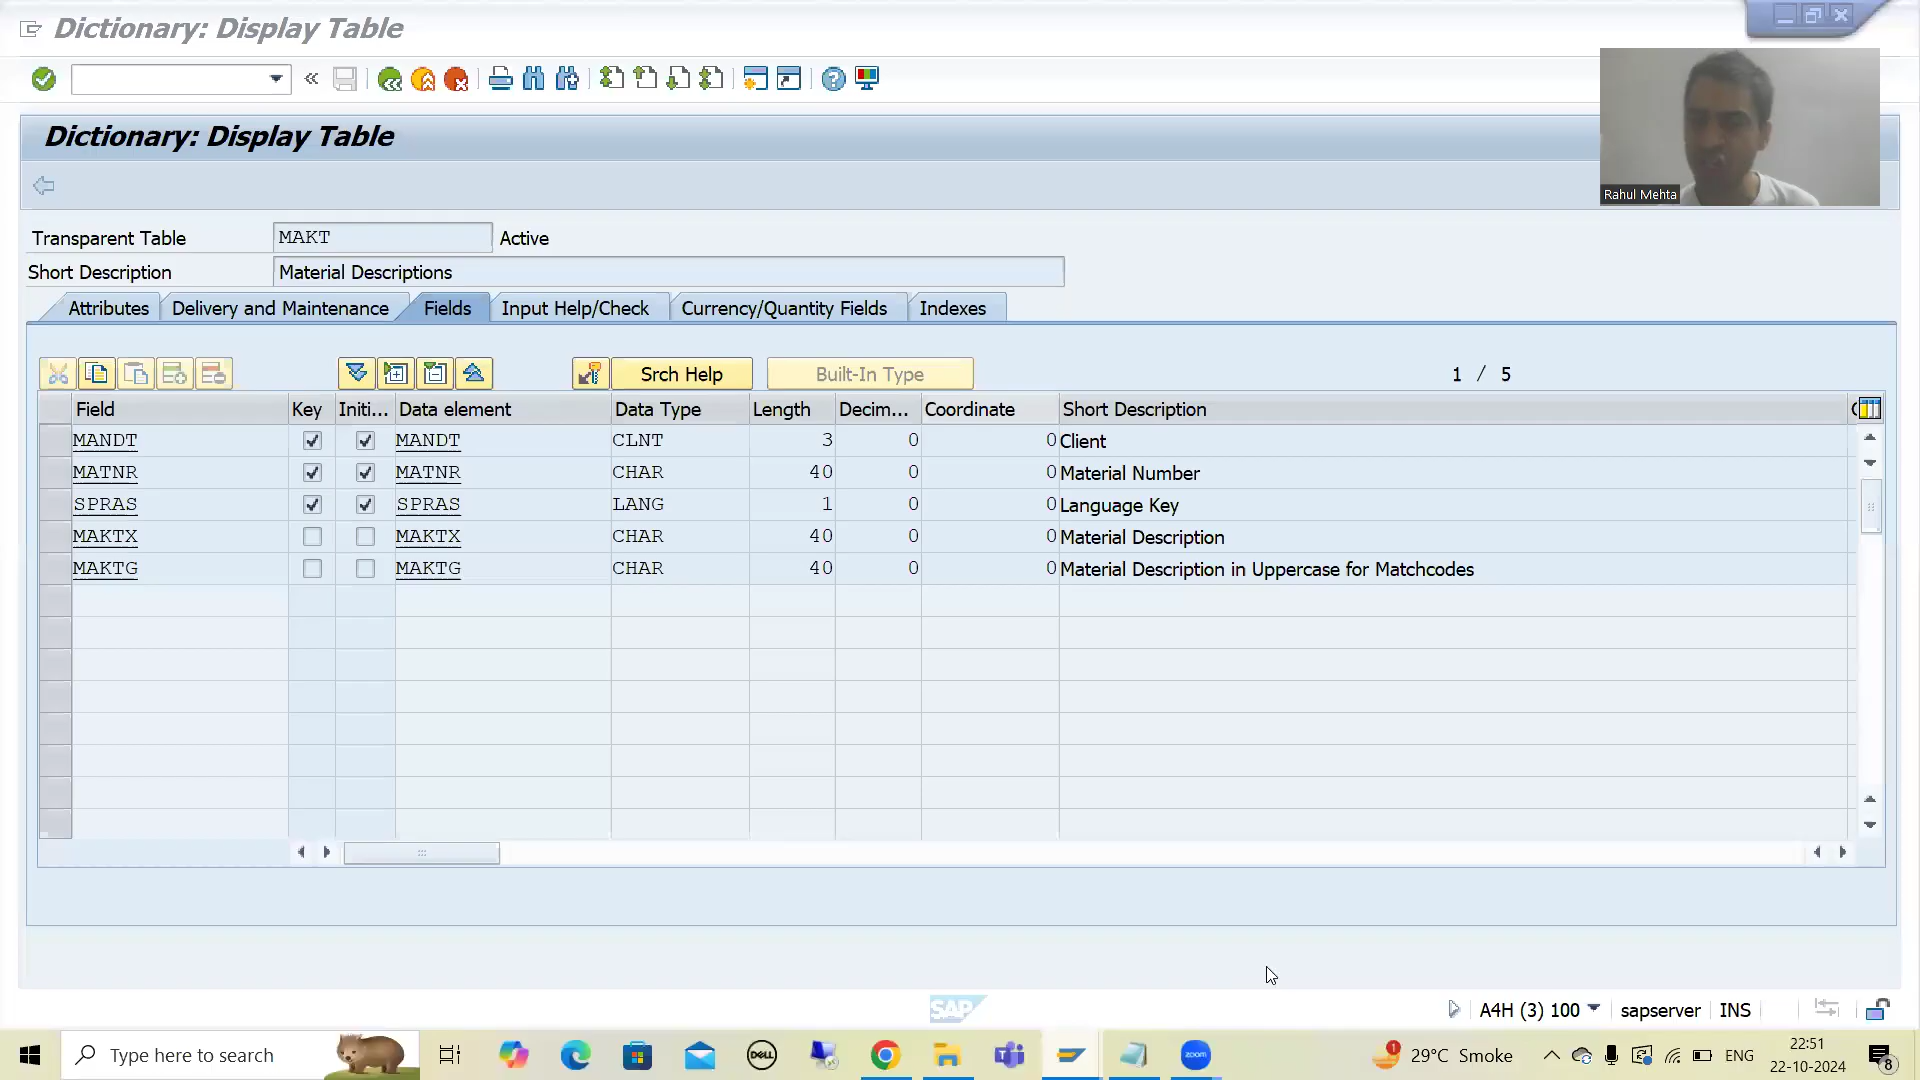 Dictionary: Display Table
Dictionary: Display Table
Rahul Mehta
Transparent Table MAKT Active
Short Description Material Descriptions
Attributes Delivery and Maintenance Fields Input Help/Check Currency/Quantity Fields Indexes
Srch Help Built-In Type 1 / 5
Field Key Initi... Data element Data Type Length Decim... Coordinate Short Description
MANDT MANDT CLNT 3 0 0 Client
MATNR MATNR CHAR 40 0 0 Material Number
SPRAS SPRAS LANG 1 0 0 Language Key
MAKTX MAKTX CHAR 40 0 0 Material Description
MAKTG MAKTG CHAR 40 0 0 Material Description in Uppercase for Matchcodes
SAP A4H (3) 100 sapserver INS
Type here to search DELL zoom 1 29°C Smoke ENG 22:51
22-10-2024 8